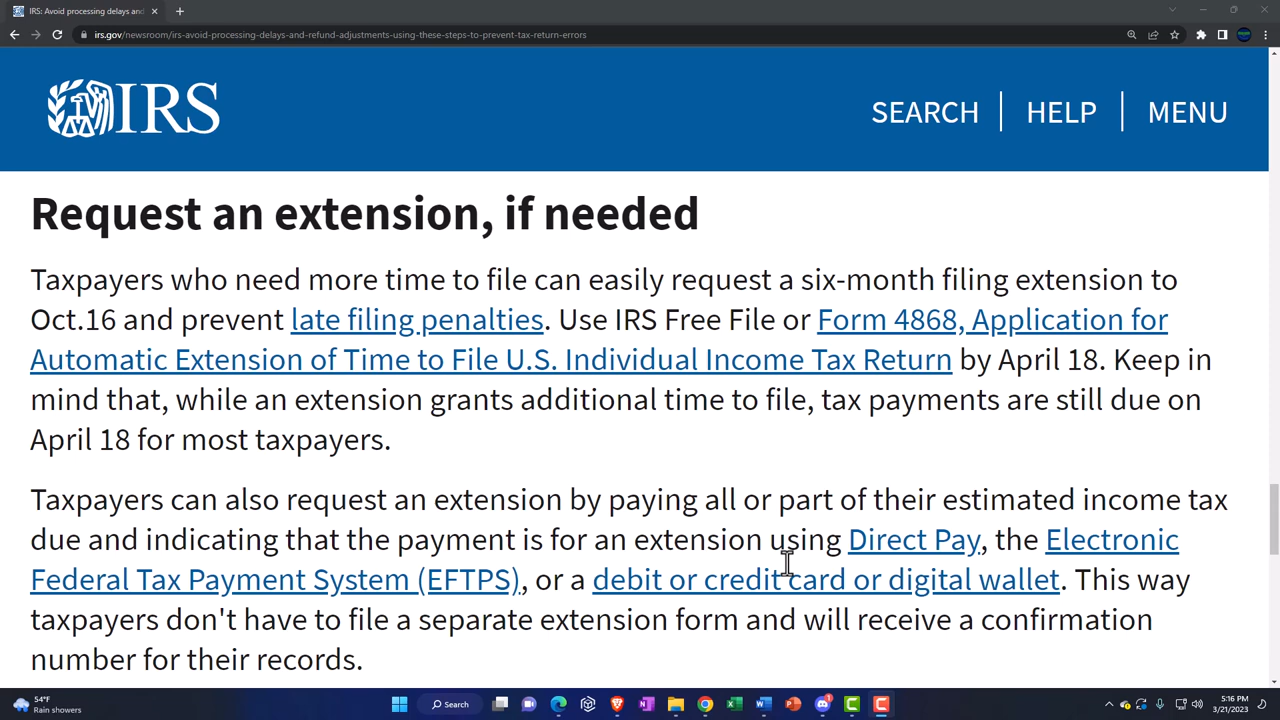 IRS: Avoid processing delays and
irs.gov/newsroom/irs-avoid-processing-delays-and-refund-adjustments-using-these-steps-to-prevent-tax-return-errors
IRS
SEARCH HELP MENU
Request an extension, if needed
Taxpayers who need more time to file can easily request a six-month filing extension to
Oct.16 and prevent late filing penalties. Use IRS Free File or Form 4868, Application for
Automatic Extension of Time to File U.S. Individual Income Tax Return by April 18. Keep in
mind that, while an extension grants additional time to file, tax payments are still due on
April 18 for most taxpayers.
Taxpayers can also request an extension by paying all or part of their estimated income tax
due and indicating that the payment is for an extension using Direct Pay, the Electronic
Federal Tax Payment System (EFTPS), or a debit or credit card or digital wallet. This way
taxpayers don't have to file a separate extension form and will receive a confirmation
number for their records.
54°F
Rain showers
Search
5:16 PM
3/21/2023